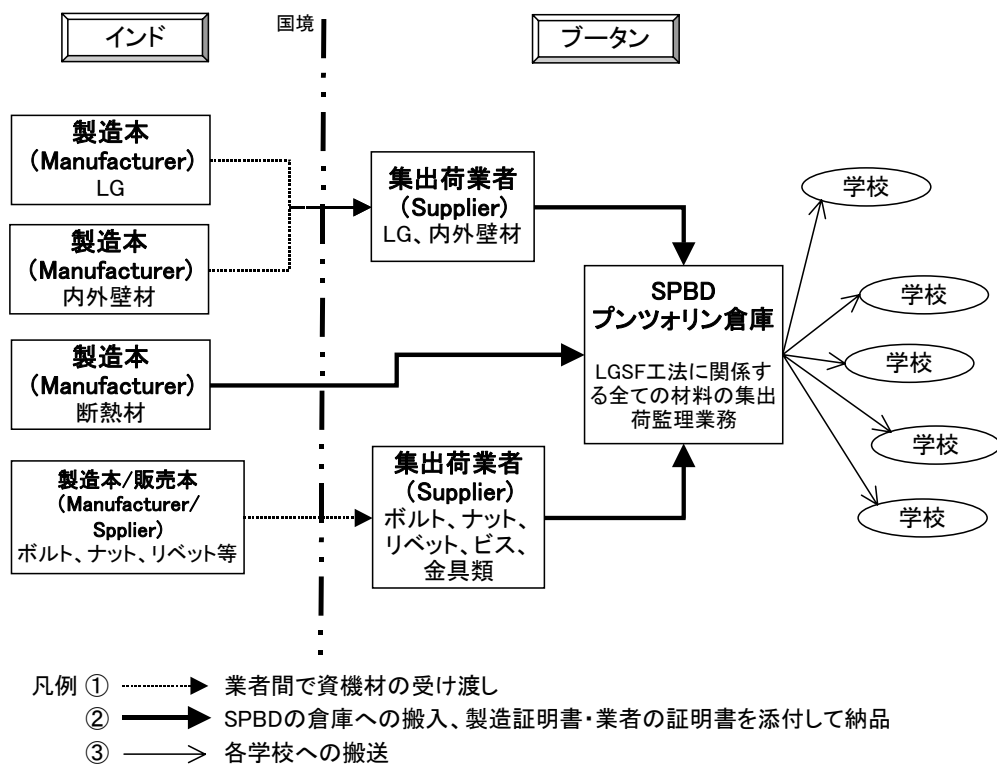 インド
国境
ブータン
製造本
(Manufacturer)
LG
製造本
(Manufacturer)
内外壁材
製造本
(Manufacturer)
断熱材
製造本/販売本
(Manufacturer/
Spplier)
ボルト、ナット、リベット等
集出荷業者
(Supplier)
LG、内外壁材
集出荷業者
(Supplier)
ボルト、ナット、
リベット、ビス、
金具類
SPBD
プンツォリン倉庫
LGSF工法に関係す
る全ての材料の集出
荷監理業務
学校
学校
学校
学校
学校
凡例 ① 業者間で資機材の受け渡し
② SPBDの倉庫への搬入、製造証明書・業者の証明書を添付して納品
③ 各学校への搬送